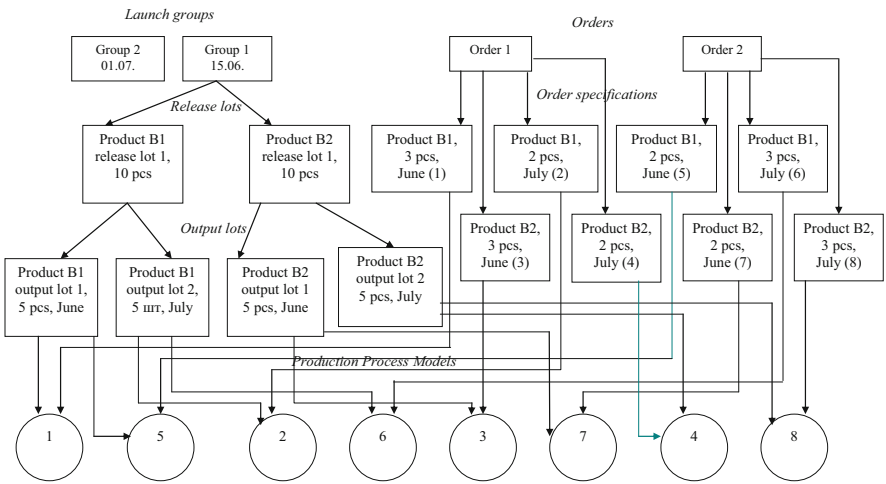 Launch groups
Orders
Group 2
01.07.
Group 1
15.06.
Order 1
Order 2
Release lots
Order specifications
Product B1
release lot 1,
10 pcs
Product B2
release lot 1,
10 pcs
Product B1,
3 pcs,
June (1)
Product B1,
2 pcs,
July (2)
Product B1,
2 pcs,
June (5)
Product B1,
3 pcs,
July (6)
Output lots
Product B2,
3 pcs,
June (3)
Product B2,
2 pcs,
July (4)
Product B2,
2 pcs,
June (7)
Product B2,
3 pcs,
July (8)
Product B1
output lot 1,
5 pcs, June
Product B1
output lot 2,
5 шт, July
Product B2
output lot 1
5 pcs, June
Product B2
output lot 2
5 pcs, July
Production Process Models
1
5
2
6
3
7
4
8